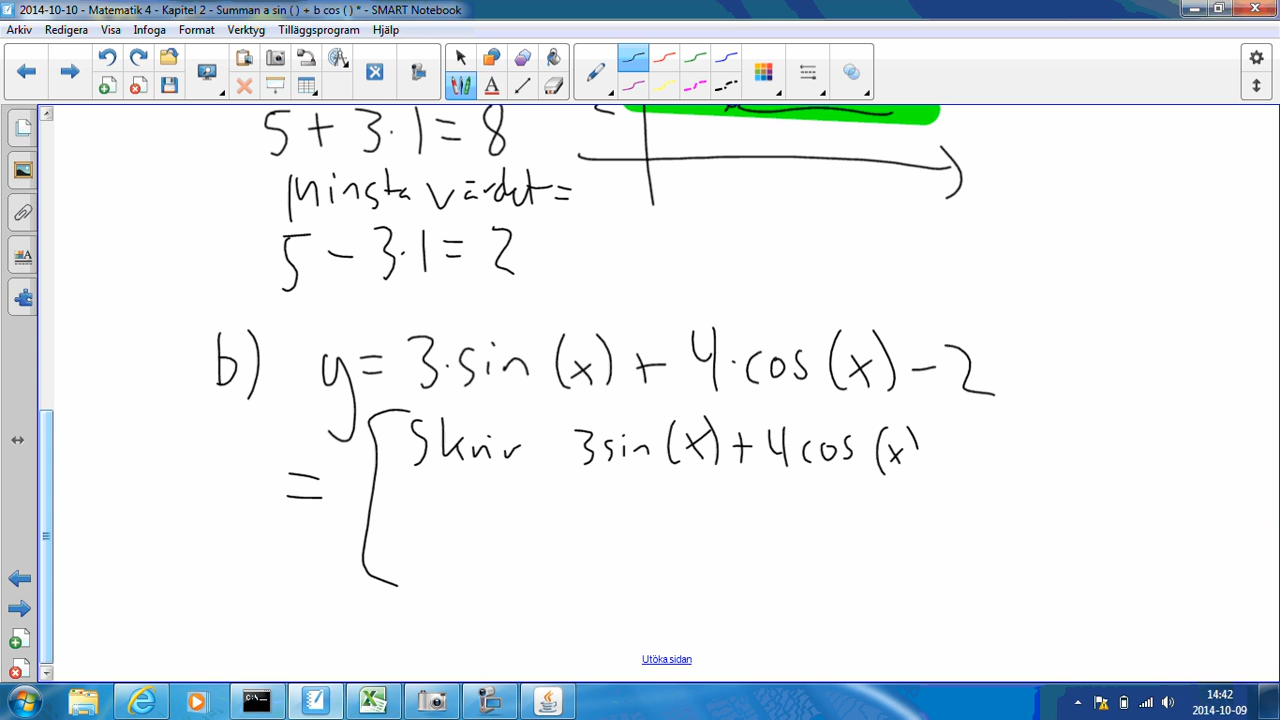 2014-10-10 - Matematik 4 - Kapitel 2 - Summan a sin ( ) + b cos ( ) * - SMART Notebook
Arkiv Redigera Visa Infoga Format Verktyg Tilläggsprogram Hjälp
5 + 3·1 = 8
Minsta värdet =
5 - 3·1 = 2
b) y = 3·sin (x) + 4·cos (x) - 2
= { Skriv 3sin(x) + 4cos (x)
Utöka sidan
14:42
2014-10-09